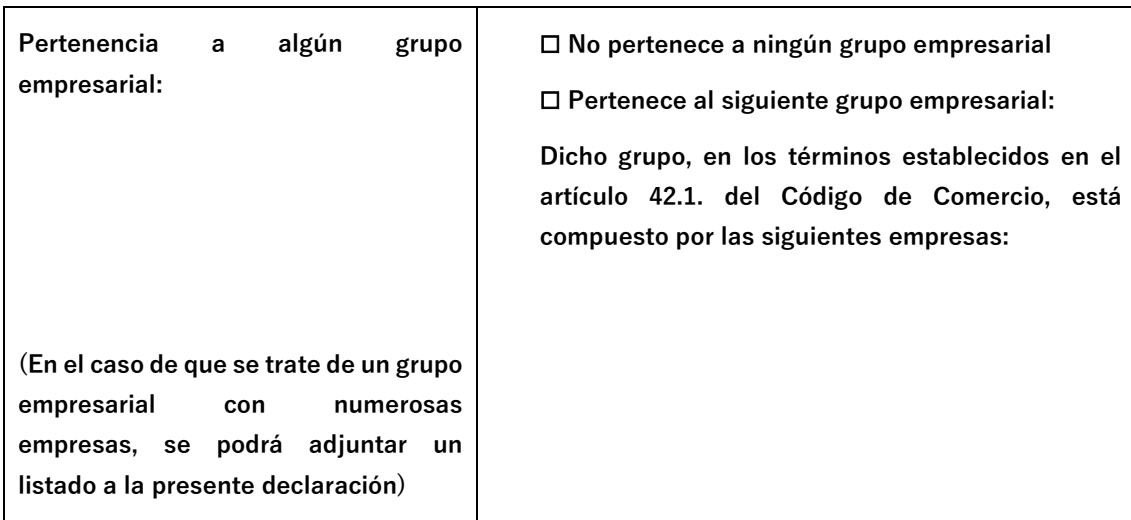 Pertenencia a algún grupo
empresarial:
(En el caso de que se trate de un grupo
empresarial con numerosas
empresas, se podrá adjuntar un
listado a la presente declaración)
☐ No pertenece a ningún grupo empresarial
☐ Pertenece al siguiente grupo empresarial:
Dicho grupo, en los términos establecidos en el
artículo 42.1. del Código de Comercio, está
compuesto por las siguientes empresas: